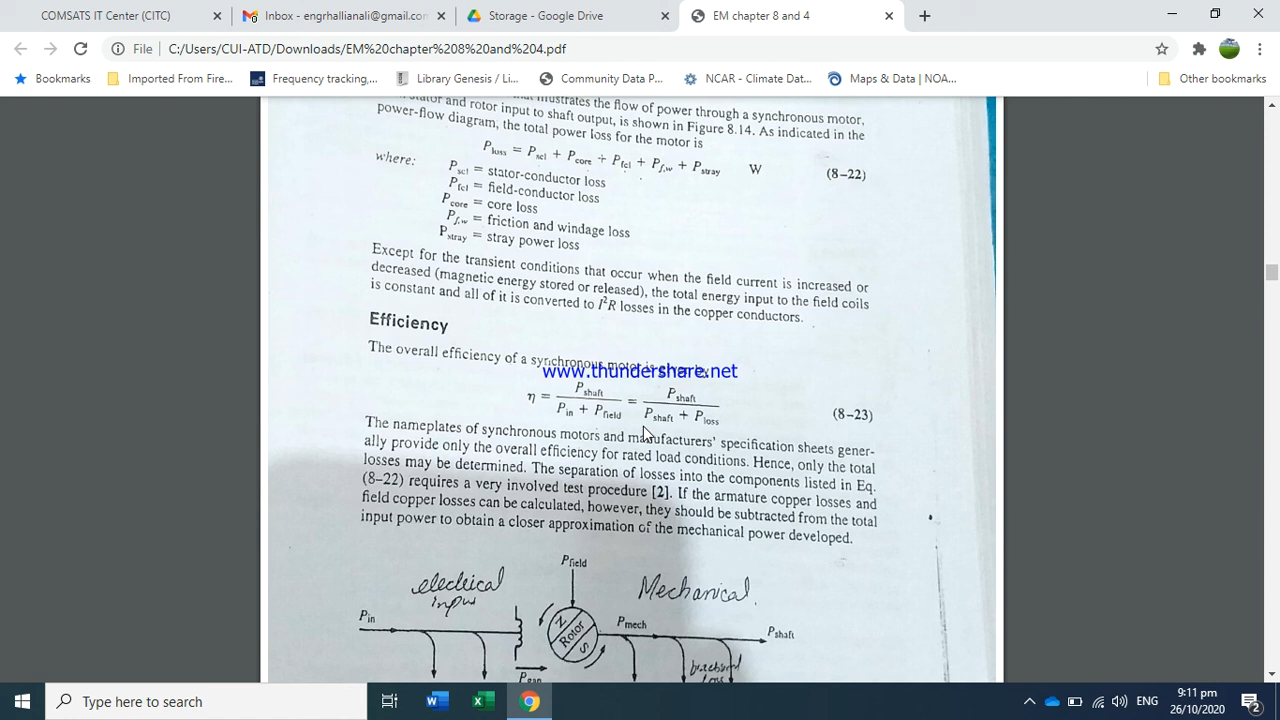 COMSATS IT Center (CITC)
Inbox - engrhallianali@gmail.com
Storage - Google Drive
EM chapter 8 and 4
File
C:/Users/CUI-ATD/Downloads/EM%20chapter%208%20and%204.pdf
Bookmarks
Imported From Fire...
Frequency tracking,...
Library Genesis / Li...
Community Data P...
NCAR - Climate Dat...
Maps & Data | NOA...
Other bookmarks
stator and rotor input to shaft output, is shown in Figure 8.14. As indicated in the
power-flow diagram, the total power loss for the motor is
P_loss = P_scl + P_core + P_fcl + P_f,w + P_stray W (8–22)
where: P_scl = stator-conductor loss
P_fcl = field-conductor loss
P_core = core loss
P_f,w = friction and windage loss
P_stray = stray power loss
Except for the transient conditions that occur when the field current is increased or
decreased (magnetic energy stored or released), the total energy input to the field coils
is constant and all of it is converted to I²R losses in the copper conductors.
Efficiency
The overall efficiency of a synchronous motor is given by
www.thundershare.net
η = P_shaft / (P_in + P_field) = P_shaft / (P_shaft + P_loss) (8–23)
The nameplates of synchronous motors and manufacturers' specification sheets gener-
ally provide only the overall efficiency for rated load conditions. Hence, only the total
losses may be determined. The separation of losses into the components listed in Eq.
(8–22) requires a very involved test procedure [2]. If the armature copper losses and
field copper losses can be calculated, however, they should be subtracted from the total
input power to obtain a closer approximation of the mechanical power developed.
P_field
electrical
input
Mechanical
P_in
N
Rotor
S
P_mech
P_shaft
P_gap
Type here to search
ENG
9:11 pm
26/10/2020
2